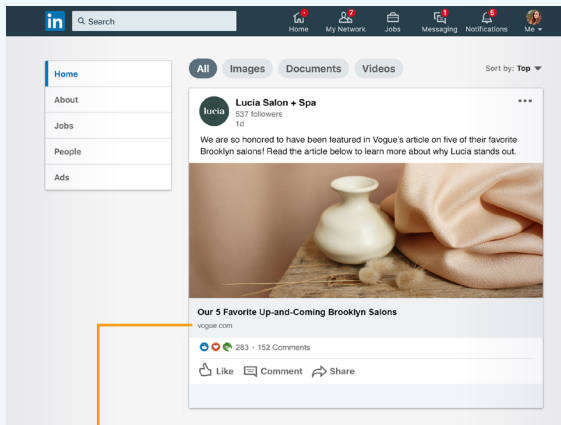 in
Search
Home
7
My Network
Jobs
1
Messaging
5
Notifications
Me
Home
About
Jobs
People
Ads
All Images Documents Videos
Sort by: Top
lucia
Lucia Salon + Spa
537 followers
1d
We are so honored to have been featured in Vogue's article on five of their favorite
Brooklyn salons! Read the article below to learn more about why Lucia stands out.
Our 5 Favorite Up-and-Coming Brooklyn Salons
vogue.com
283 · 152 Comments
Like Comment Share